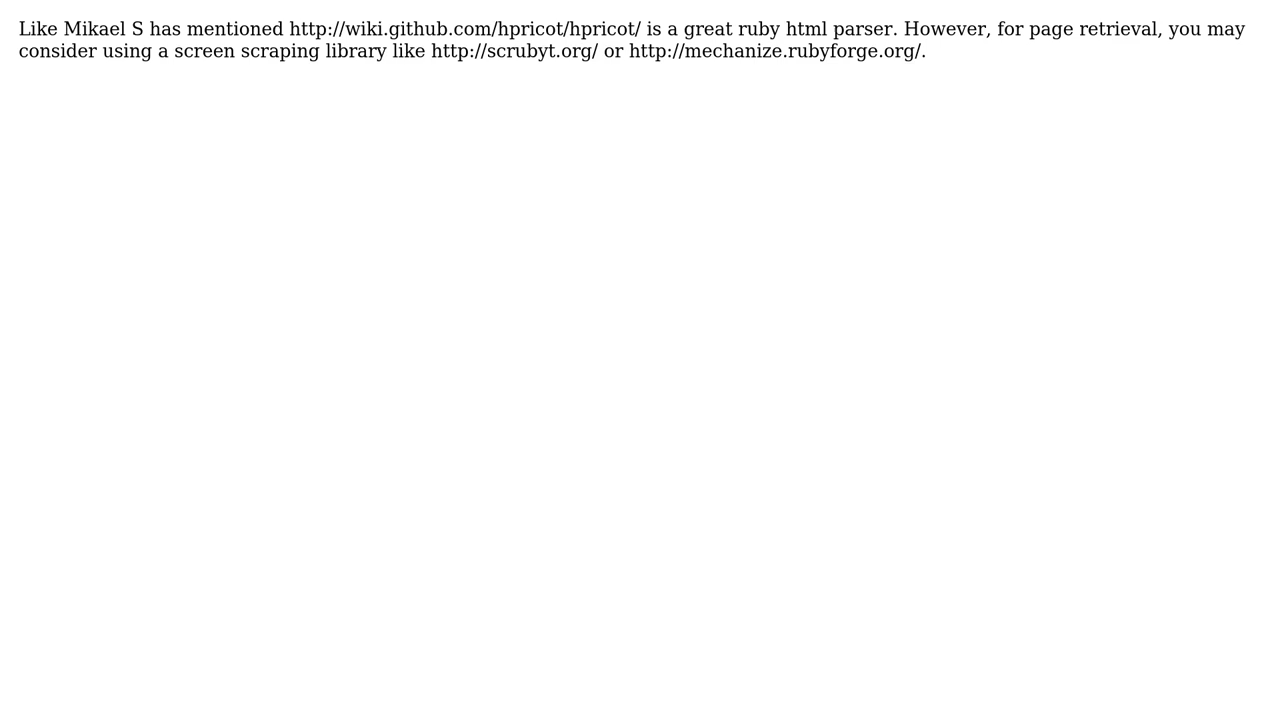 Like Mikael S has mentioned http://wiki.github.com/hpricot/hpricot/ is a great ruby html parser. However, for page retrieval, you may
consider using a screen scraping library like http://scrubyt.org/ or http://mechanize.rubyforge.org/.